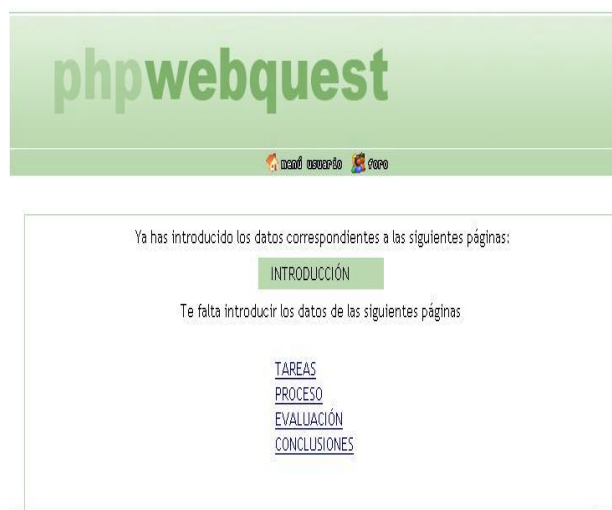 phpwebquest
menú usuario foro
Ya has introducido los datos correspondientes a las siguientes páginas:
INTRODUCCIÓN
Te falta introducir los datos de las siguientes páginas
TAREAS
PROCESO
EVALUACIÓN
CONCLUSIONES